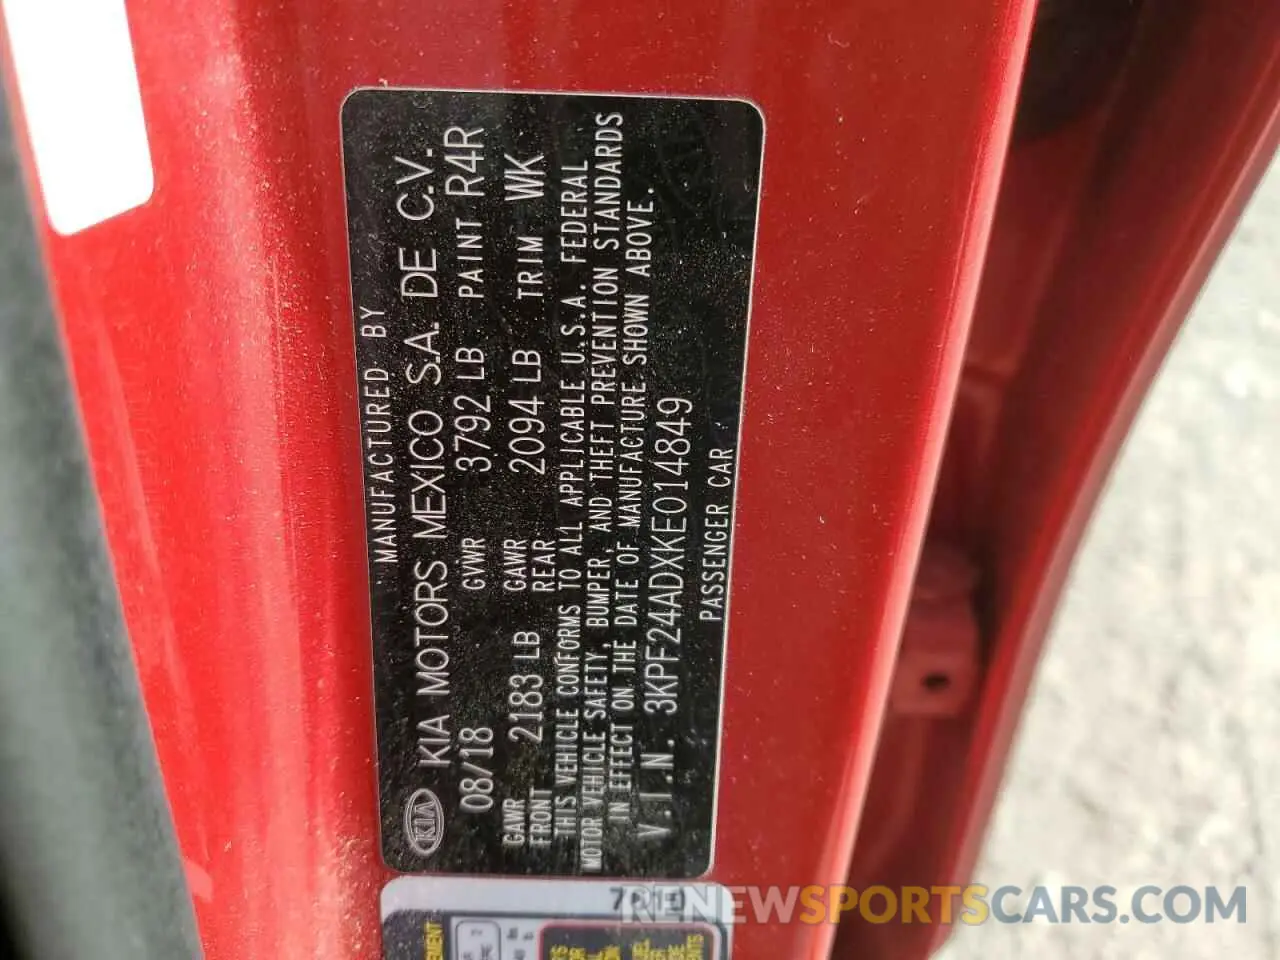 MANUFACTURED BY
KIA KIA MOTORS MEXICO S.A. DE C.V.
08/18 GVWR 3792 LB PAINT R4R
GAWR FRONT 2183 LB GAWR REAR 2094 LB TRIM WK
THIS VEHICLE CONFORMS TO ALL APPLICABLE U.S.A. FEDERAL
MOTOR VEHICLE SAFETY, BUMPER, AND THEFT PREVENTION STANDARDS
IN EFFECT ON THE DATE OF MANUFACTURE SHOWN ABOVE.
V.I.N. 3KPF24ADXKE014849
PASSENGER CAR
RENEWSPORTSCARS.COM